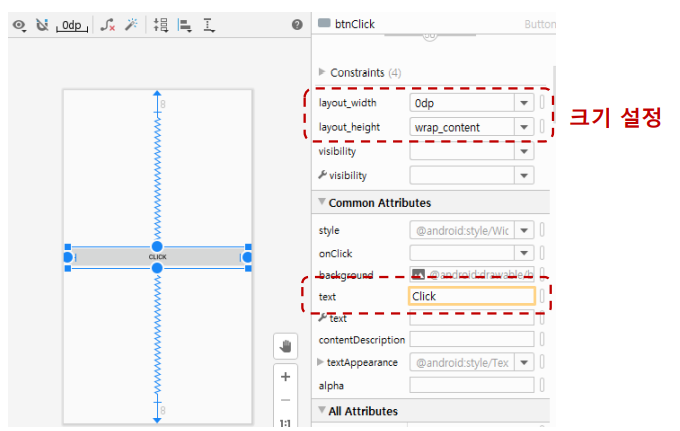 0dp
btnClick
Button
Constraints (4)
layout_width 0dp
layout_height wrap_content
크기 설정
visibility
visibility
Common Attributes
style @android:style/Wic
onClick
background @android:drawable/b
text Click
text
contentDescription
textAppearance @android:style/Tex
alpha
All Attributes
8
CLICK
8
1:1